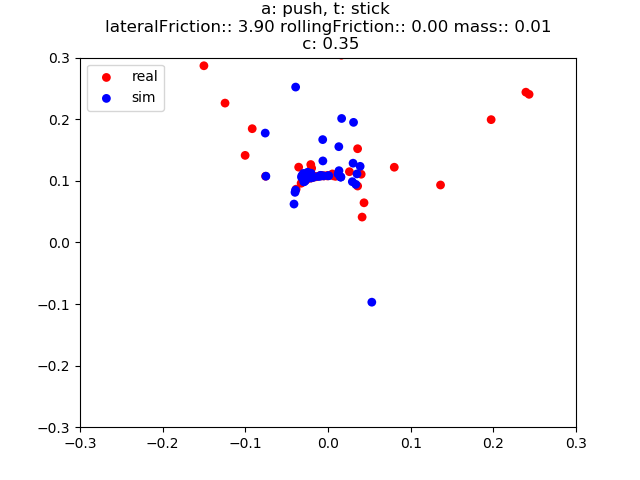 a: push, t: stick
lateralFriction:: 3.90 rollingFriction:: 0.00 mass:: 0.01
c: 0.35
real
sim
0.3
0.2
0.1
0.0
−0.1
−0.2
−0.3
−0.3
−0.2
−0.1
0.0
0.1
0.2
0.3